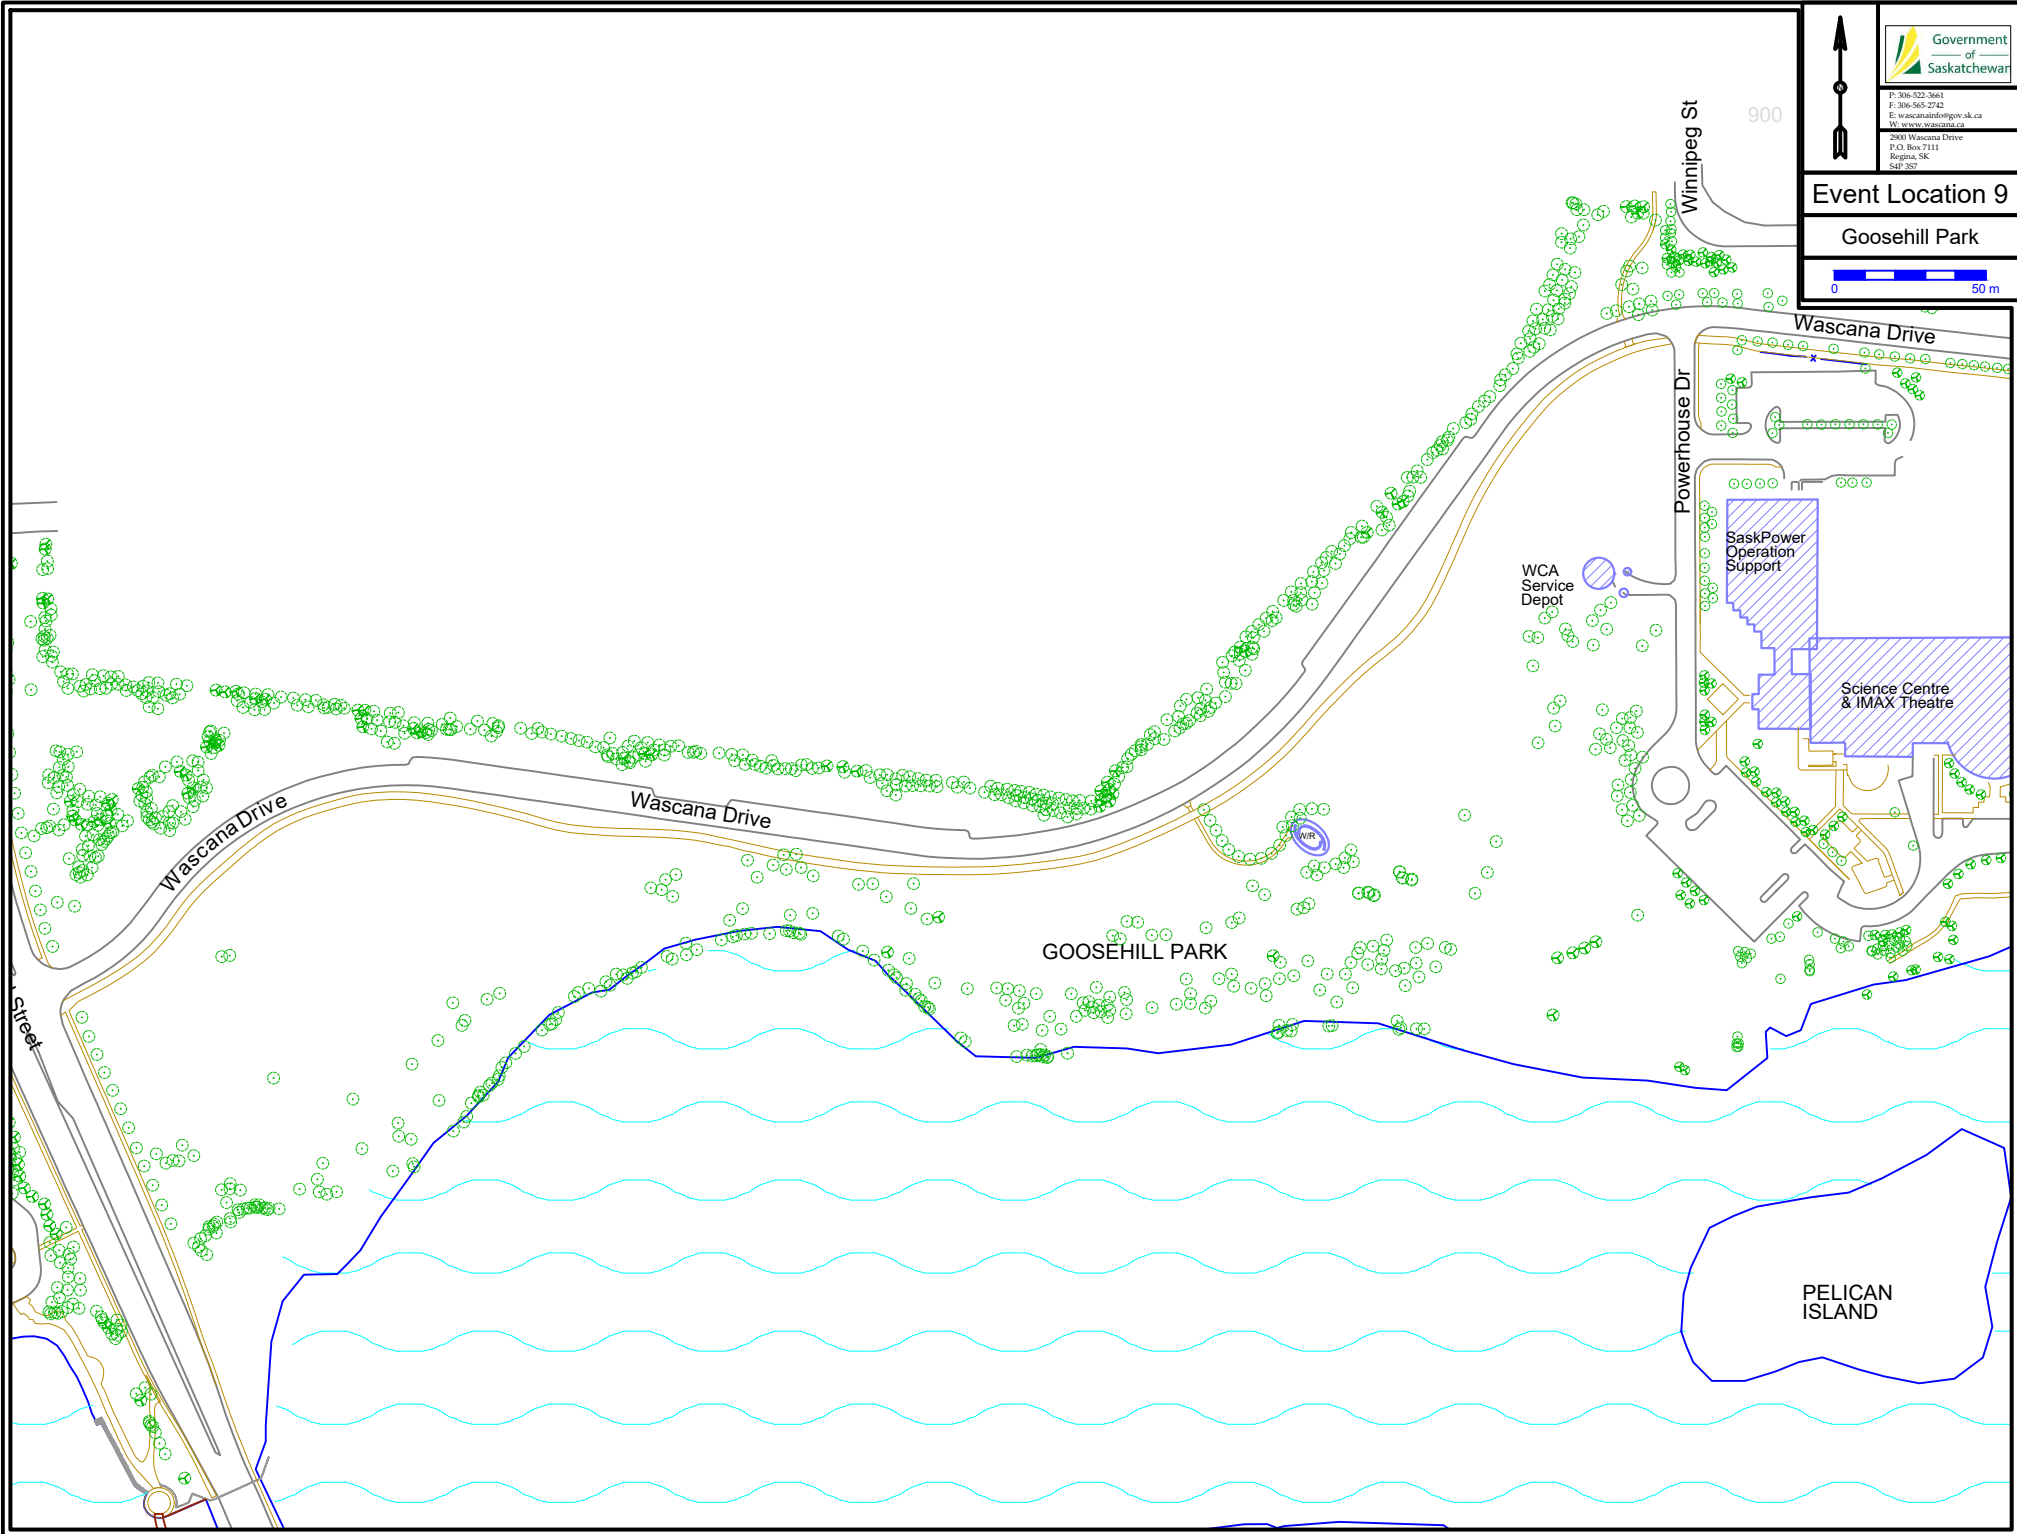 Government
of
Saskatchewan
P: 306-522-3661
F: 306-565-2742
E: wascanainfo@gov.sk.ca
W: www.wascana.ca
2900 Wascana Drive
P.O. Box 7111
Regina, SK
S4P 3S7
Event Location 9
Goosehill Park
0 50 m
900
Winnipeg St
Wascana Drive
Powerhouse Dr
SaskPower
Operation
Support
WCA
Service
Depot
Science Centre
& IMAX Theatre
Wascana Drive
Wascana Drive
W/R
GOOSEHILL PARK
Street
PELICAN
ISLAND